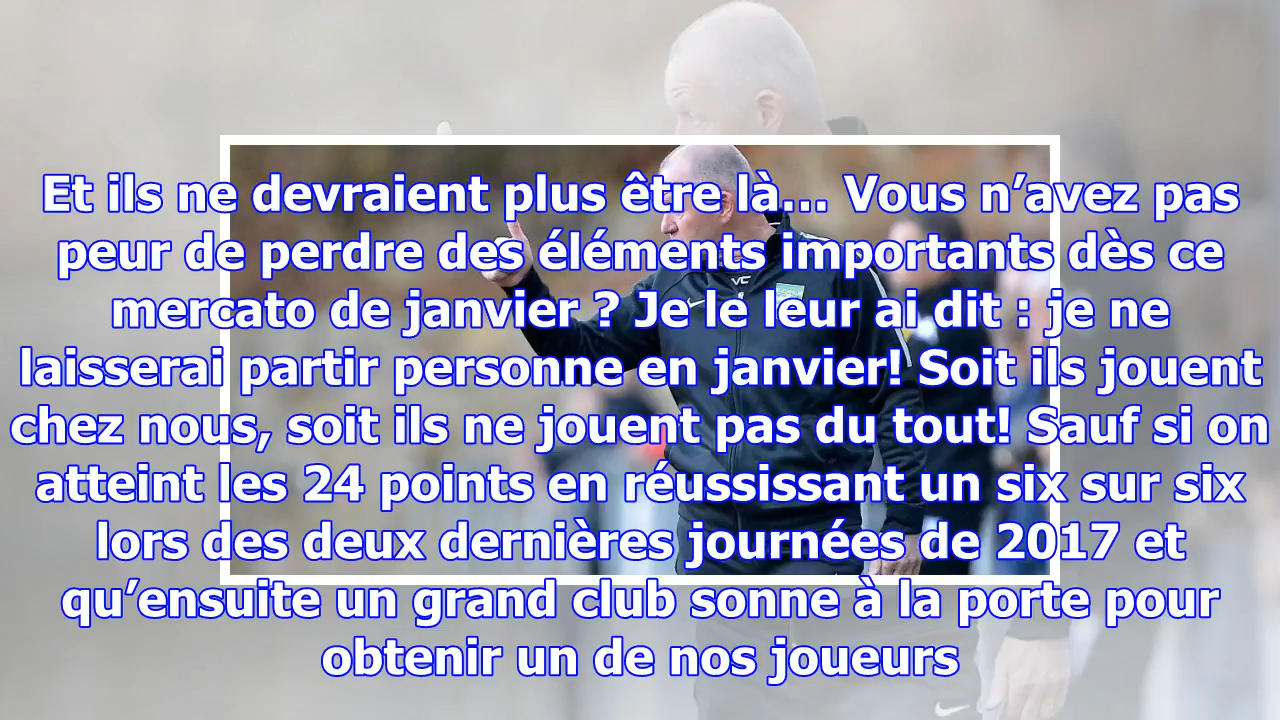 Et ils ne devraient plus être là... Vous n’avez pas
peur de perdre des éléments importants dès ce
mercato de janvier ? Je le leur ai dit : je ne
laisserai partir personne en janvier! Soit ils jouent
chez nous, soit ils ne jouent pas du tout! Sauf si on
atteint les 24 points en réussissant un six sur six
lors des deux dernières journées de 2017 et
qu’ensuite un grand club sonne à la porte pour
obtenir un de nos joueurs
VC